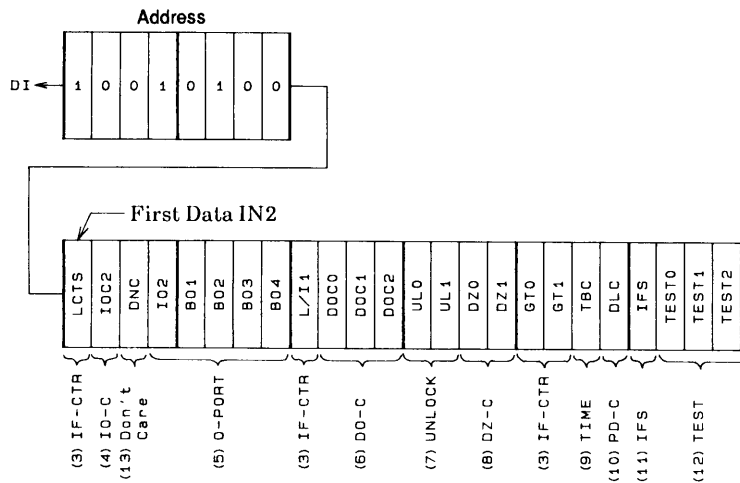 Address
DI 1 0 0 1 0 1 0 0
First Data IN2
LCTS IOC2 DNC IO2 BO1 BO2 BO3 BO4 L/I1 DOC0 DOC1 DOC2 UL0 UL1 DZ0 DZ1 GT0 GT1 TBC DLC IFS TEST0 TEST1 TEST2
(3) IF-CTR
(4) IO-C
(13) Don't
Care
(5) O-PORT
(3) IF-CTR
(6) DO-C
(7) UNLOCK
(8) DZ-C
(3) IF-CTR
(9) TIME
(10) PD-C
(11) IFS
(12) TEST